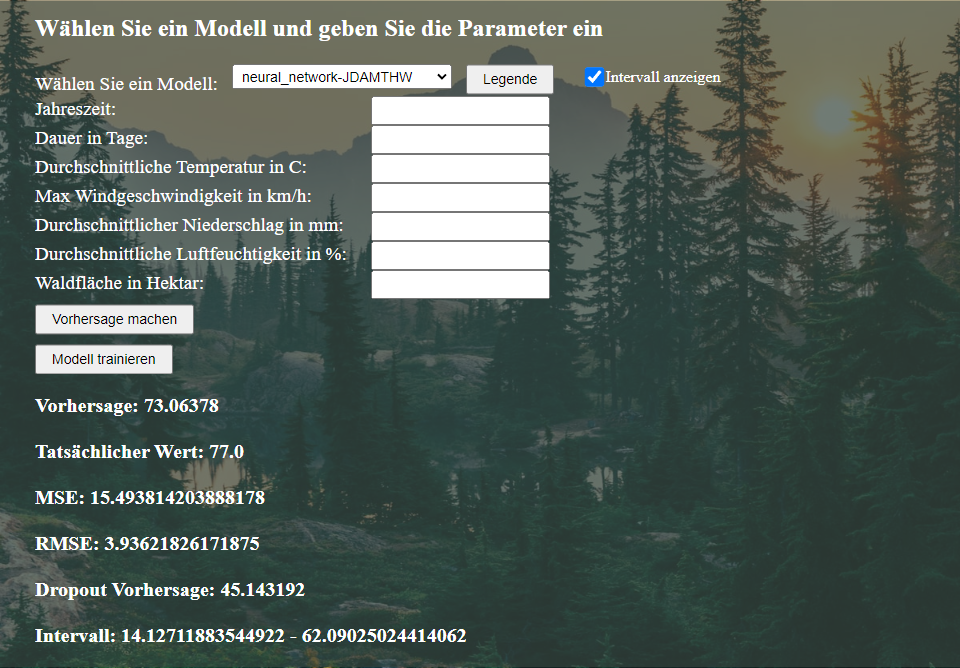 Wählen Sie ein Modell und geben Sie die Parameter ein
Wählen Sie ein Modell: neural_network-JDAMTHW Legende Intervall anzeigen
Jahreszeit:
Dauer in Tage:
Durchschnittliche Temperatur in C:
Max Windgeschwindigkeit in km/h:
Durchschnittlicher Niederschlag in mm:
Durchschnittliche Luftfeuchtigkeit in %:
Waldfläche in Hektar:
Vorhersage machen
Modell trainieren
Vorhersage: 73.06378
Tatsächlicher Wert: 77.0
MSE: 15.493814203888178
RMSE: 3.93621826171875
Dropout Vorhersage: 45.143192
Intervall: 14.12711883544922 - 62.09025024414062